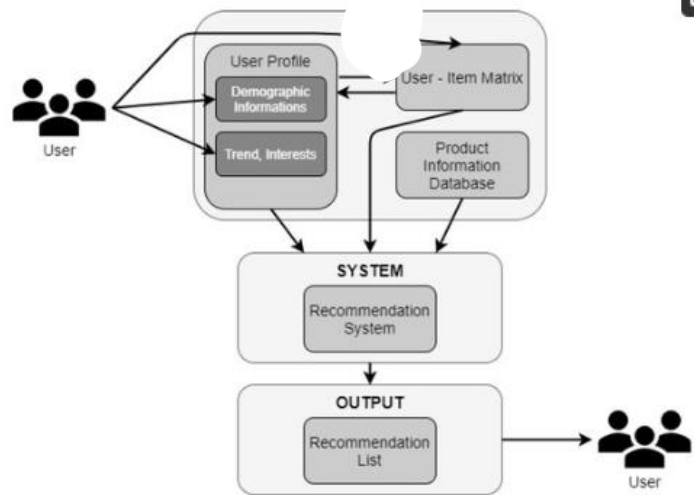 User Profile
Demographic
Informations
Trend, Interests
User - Item Matrix
Product
Information
Database
User
SYSTEM
Recommendation
System
OUTPUT
Recommendation
List
User